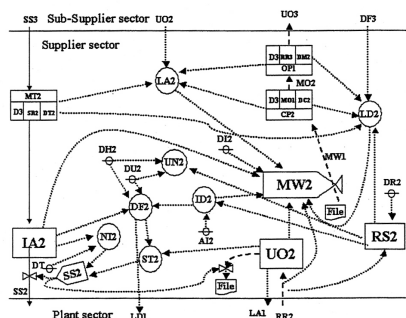 SS3 Sub-Supplier sector UO2 UO3 DF3
Supplier sector
D3 RR3 BM2
OP1
MO2
MT2
D3 SR2 BT2
LA2
D3 MO1 BC2
CP2
LD2
DI2
DH2
DU2
UN2
MW1
MW2
DR2
File
DF2
ID2
IA2
NI2
AI2
RS2
DT
SS2
ST2
UO2
SS2
File
Plant sector LD1 LA1 RR2